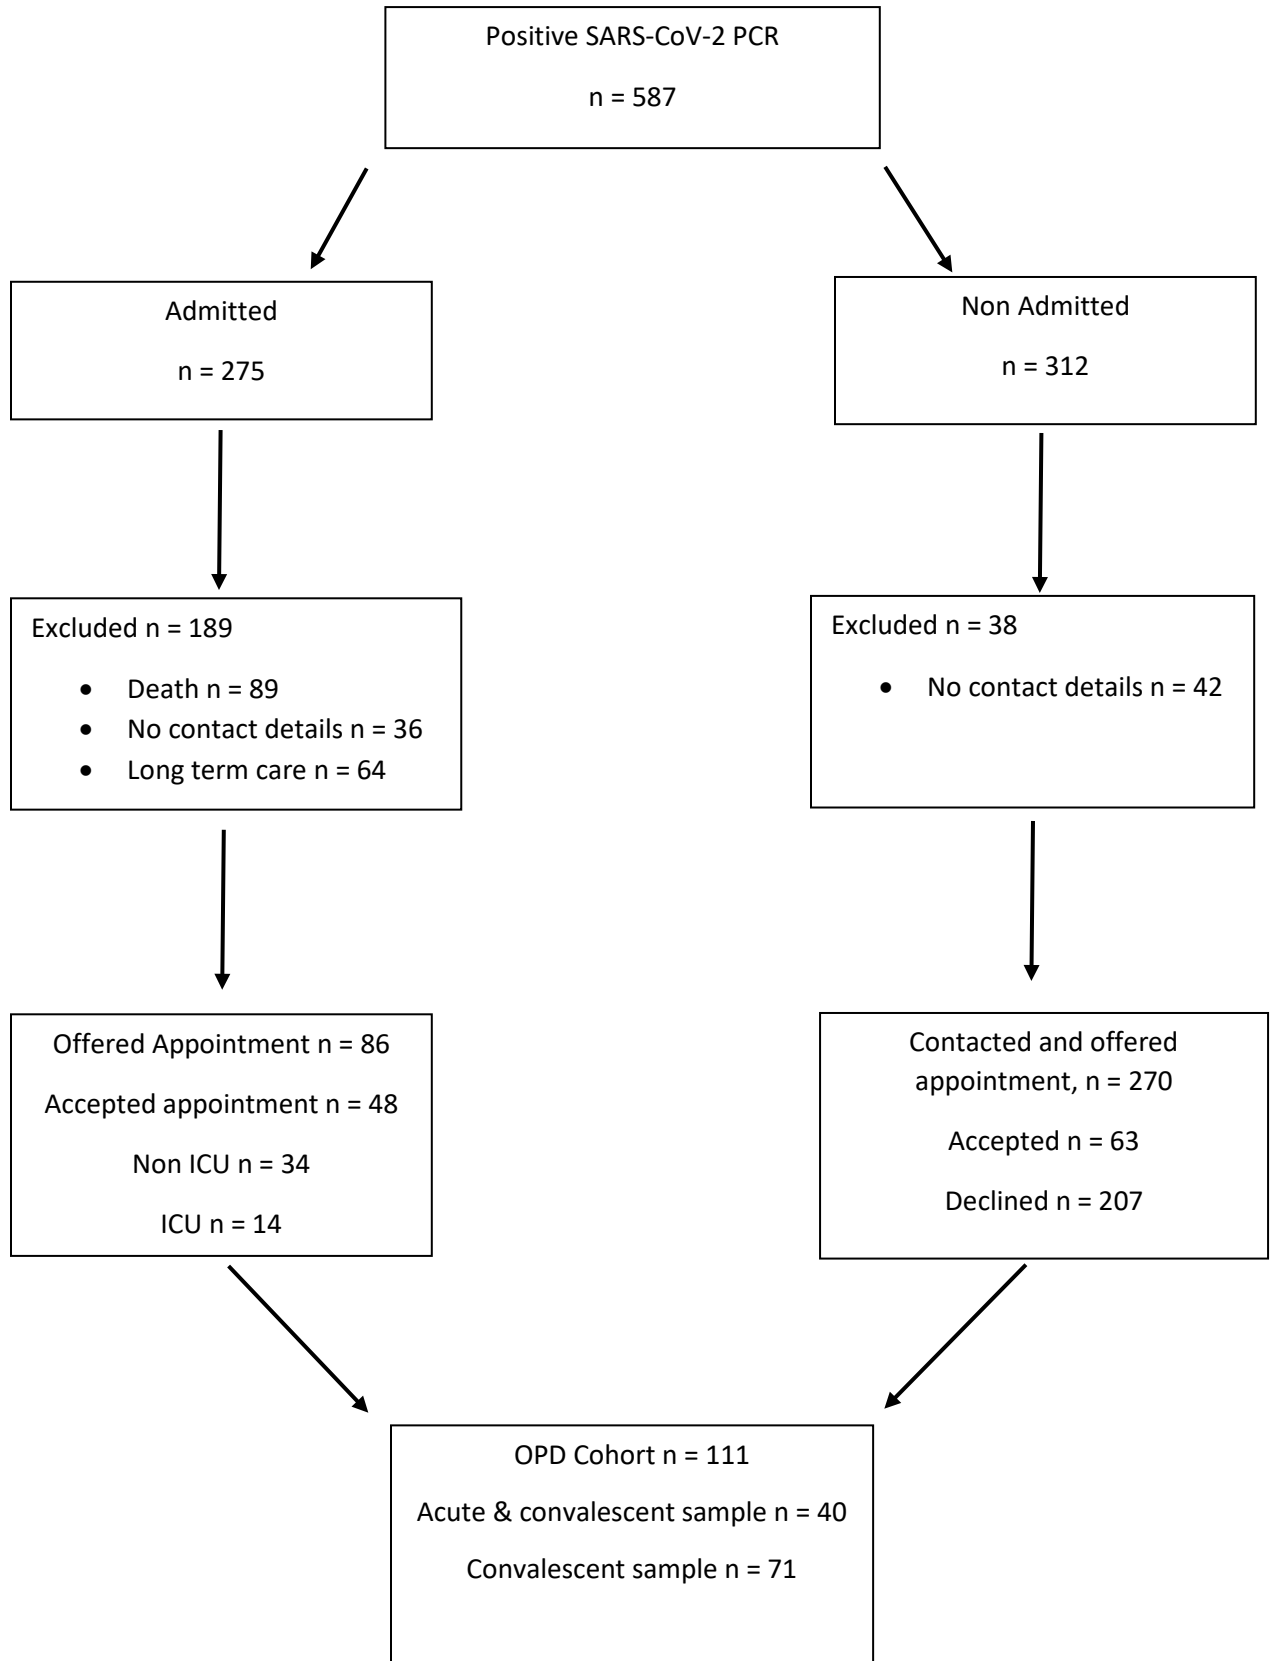 Positive SARS-CoV-2 PCR
n = 587
Admitted
n = 275
Non Admitted
n = 312
Excluded n = 189
• Death n = 89
• No contact details n = 36
• Long term care n = 64
Excluded n = 38
• No contact details n = 42
Offered Appointment n = 86
Accepted appointment n = 48
Non ICU n = 34
ICU n = 14
Contacted and offered
appointment, n = 270
Accepted n = 63
Declined n = 207
OPD Cohort n = 111
Acute & convalescent sample n = 40
Convalescent sample n = 71